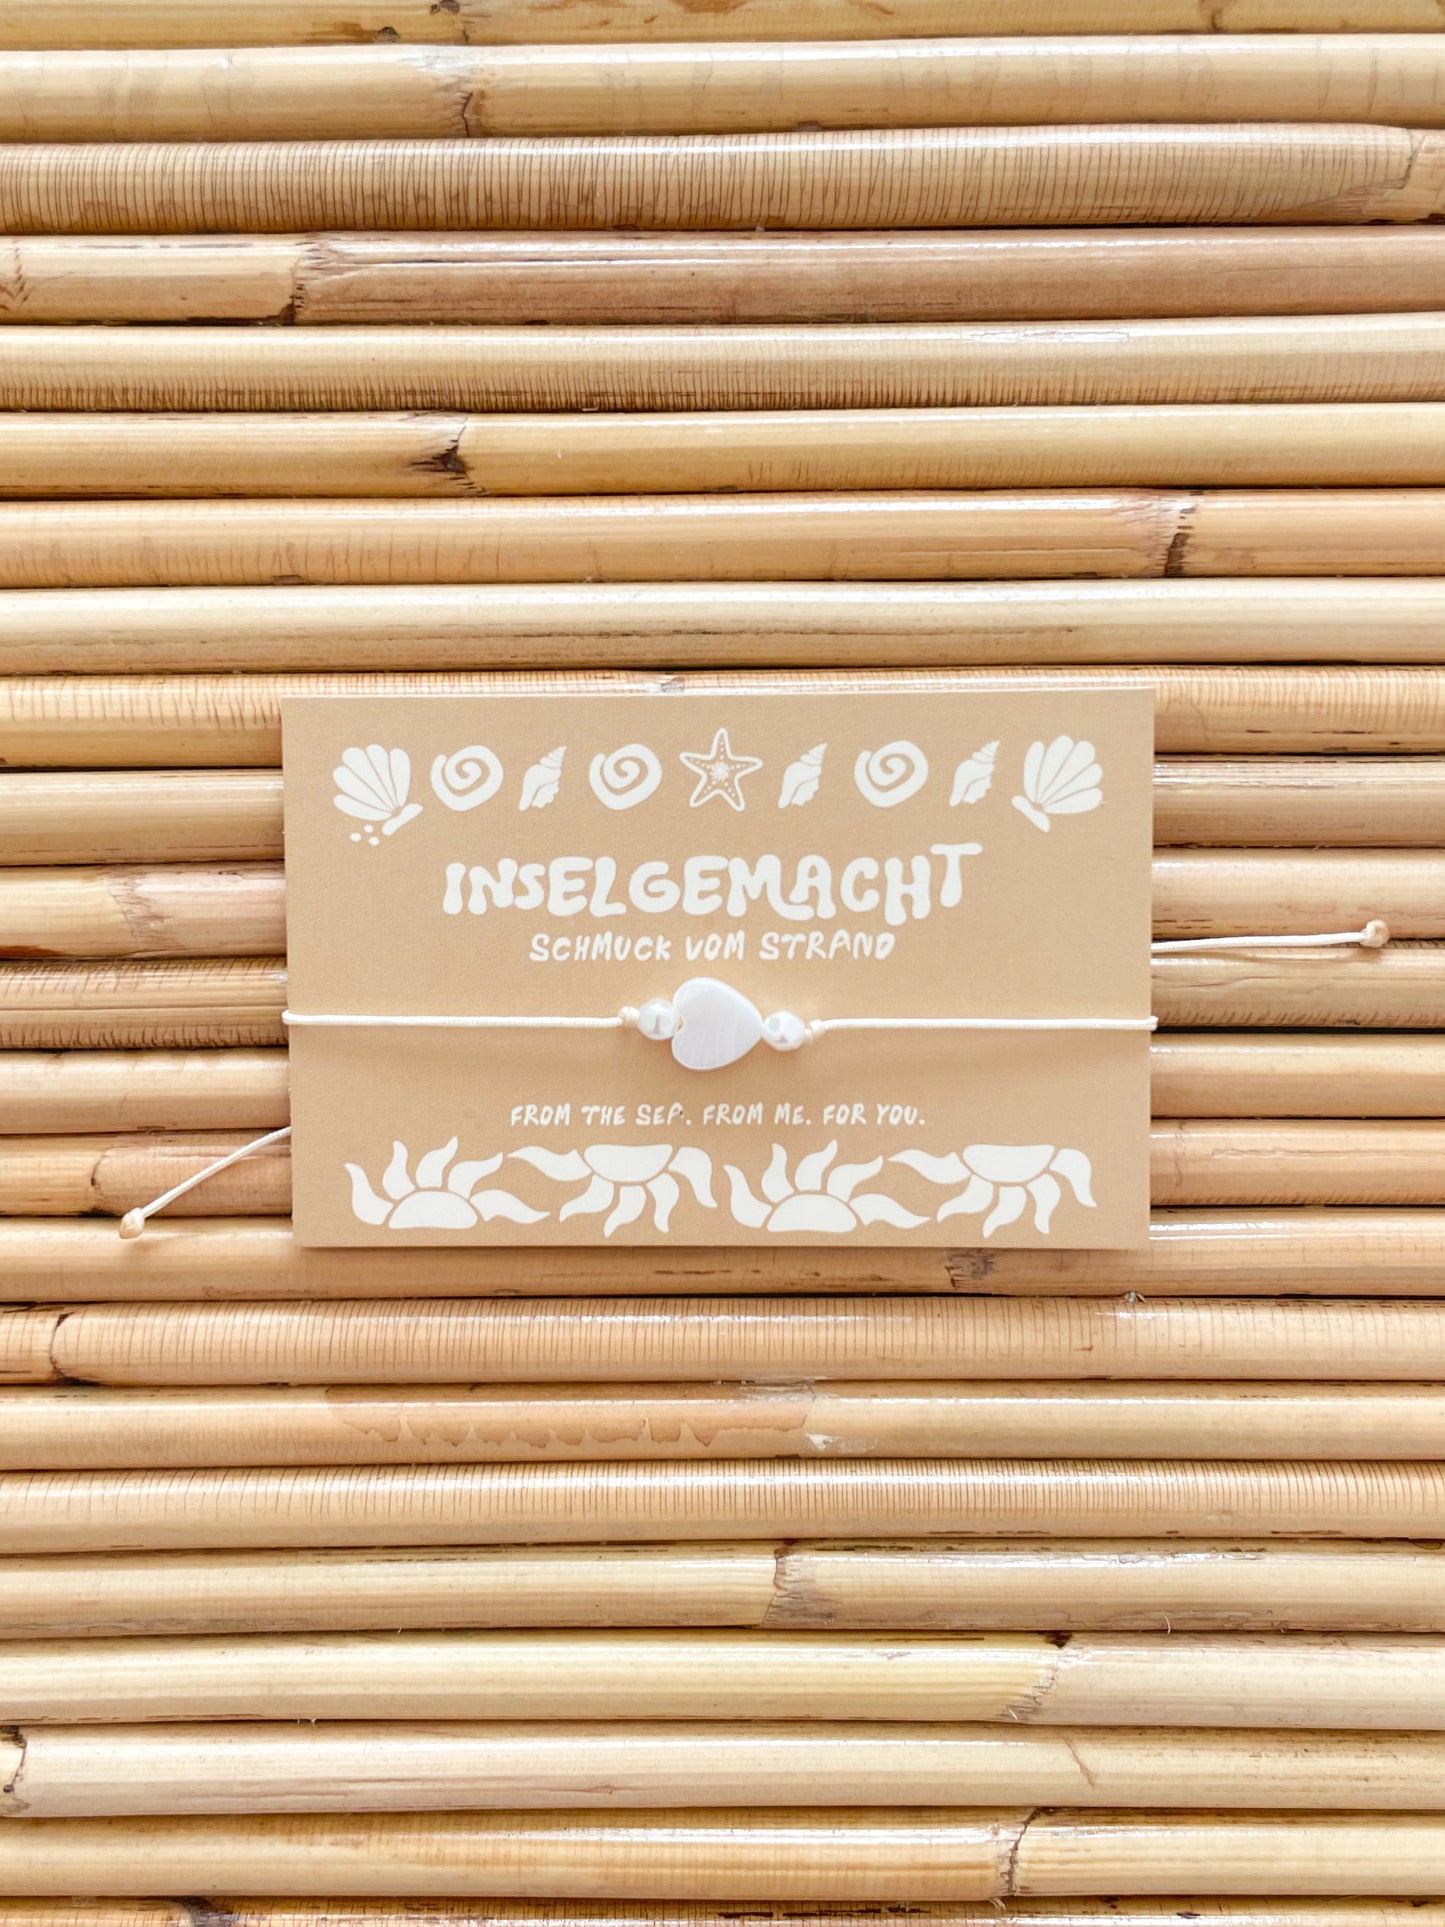 INSELGEMACHT
SCHMUCK VOM STRAND
FROM THE SEA. FROM ME. FOR YOU.